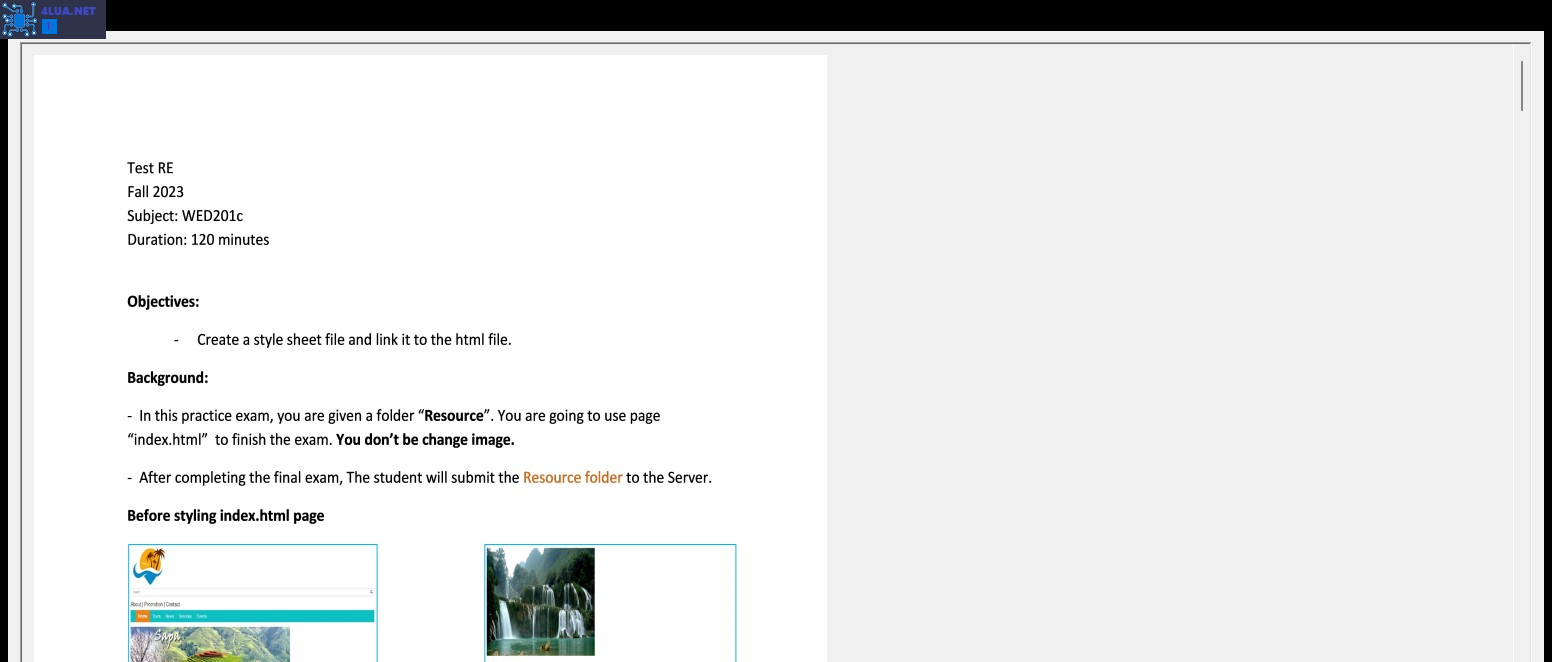 4LUA.NET
Test RE
Fall 2023
Subject: WED201c
Duration: 120 minutes
Objectives:
- Create a style sheet file and link it to the html file.
Background:
- In this practice exam, you are given a folder “Resource”. You are going to use page
“index.html” to finish the exam. You don’t be change image.
- After completing the final exam, The student will submit the Resource folder to the Server.
Before styling index.html page
About | Promotion | Contact
Home Tours News Services Events
Sapa